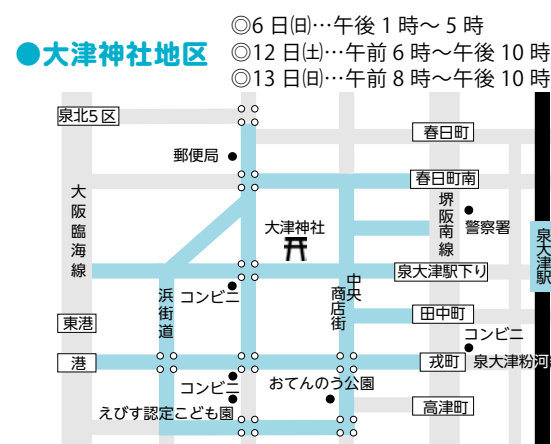 ●大津神社地区
◎6 日㈰…午後 1 時～ 5 時
◎12 日㈯…午前 6 時～午後 10 時
◎13 日㈰…午前 8 時～午後 10 時
泉北5区
春日町
郵便局
春日町南
大阪臨海線
堺阪南線
大津神社
警察署
泉大津駅
泉大津駅下り
浜街道
コンビニ
中央
商店街
東港
田中町
コンビニ
港
戎町
泉大津粉河
コンビニ
おてんのう公園
えびす認定こども園
高津町